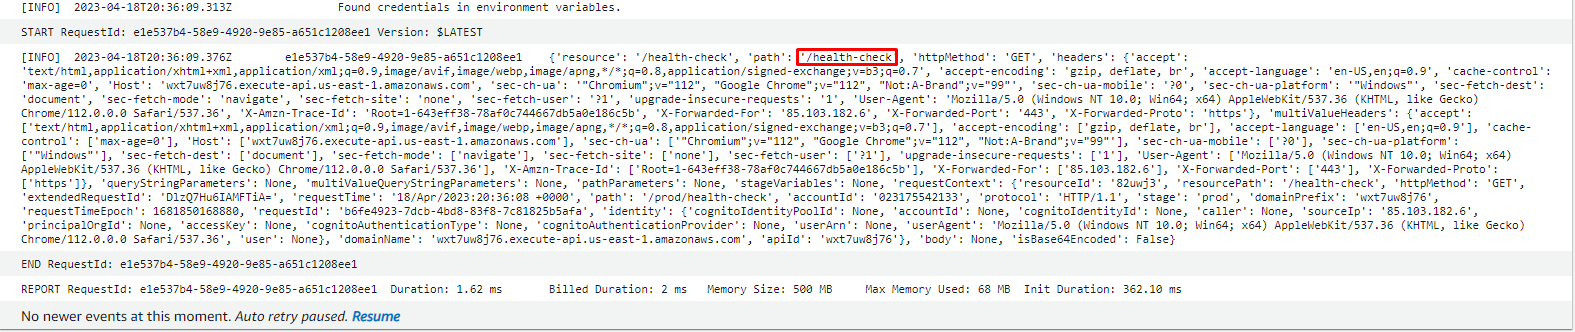 [INFO]  2023-04-18T20:36:09.313Z                Found credentials in environment variables.
START RequestId: e1e537b4-58e9-4920-9e85-a651c1208ee1 Version: $LATEST
[INFO]  2023-04-18T20:36:09.376Z        e1e537b4-58e9-4920-9e85-a651c1208ee1    {'resource': '/health-check', 'path': '/health-check', 'httpMethod': 'GET', 'headers': {'accept':
'text/html,application/xhtml+xml,application/xml;q=0.9,image/avif,image/webp,image/apng,*/*;q=0.8,application/signed-exchange;v=b3;q=0.7', 'accept-encoding': 'gzip, deflate, br', 'accept-language': 'en-US,en;q=0.9', 'cache-control':
'max-age=0', 'Host': 'wxt7uw8j76.execute-api.us-east-1.amazonaws.com', 'sec-ch-ua': '"Chromium";v="112", "Google Chrome";v="112", "Not:A-Brand";v="99"', 'sec-ch-ua-mobile': '?0', 'sec-ch-ua-platform': '"Windows"', 'sec-fetch-dest':
'document', 'sec-fetch-mode': 'navigate', 'sec-fetch-site': 'none', 'sec-fetch-user': '?1', 'upgrade-insecure-requests': '1', 'User-Agent': 'Mozilla/5.0 (Windows NT 10.0; Win64; x64) AppleWebKit/537.36 (KHTML, like Gecko)
Chrome/112.0.0.0 Safari/537.36', 'X-Amzn-Trace-Id': 'Root=1-643eff38-78af0c744667db5a0e186c5b', 'X-Forwarded-For': '85.103.182.6', 'X-Forwarded-Port': '443', 'X-Forwarded-Proto': 'https'}, 'multiValueHeaders': {'accept':
['text/html,application/xhtml+xml,application/xml;q=0.9,image/avif,image/webp,image/apng,*/*;q=0.8,application/signed-exchange;v=b3;q=0.7'], 'accept-encoding': ['gzip, deflate, br'], 'accept-language': ['en-US,en;q=0.9'], 'cache-
control': ['max-age=0'], 'Host': ['wxt7uw8j76.execute-api.us-east-1.amazonaws.com'], 'sec-ch-ua': ['"Chromium";v="112", "Google Chrome";v="112", "Not:A-Brand";v="99"'], 'sec-ch-ua-mobile': ['?0'], 'sec-ch-ua-platform':
['"Windows"'], 'sec-fetch-dest': ['document'], 'sec-fetch-mode': ['navigate'], 'sec-fetch-site': ['none'], 'sec-fetch-user': ['?1'], 'upgrade-insecure-requests': ['1'], 'User-Agent': ['Mozilla/5.0 (Windows NT 10.0; Win64; x64)
AppleWebKit/537.36 (KHTML, like Gecko) Chrome/112.0.0.0 Safari/537.36'], 'X-Amzn-Trace-Id': ['Root=1-643eff38-78af0c744667db5a0e186c5b'], 'X-Forwarded-For': ['85.103.182.6'], 'X-Forwarded-Port': ['443'], 'X-Forwarded-Proto':
['https']}, 'queryStringParameters': None, 'multiValueQueryStringParameters': None, 'pathParameters': None, 'stageVariables': None, 'requestContext': {'resourceId': '82uwj3', 'resourcePath': '/health-check', 'httpMethod': 'GET',
'extendedRequestId': 'DlzQ7Hu6IAMFTiA=', 'requestTime': '18/Apr/2023:20:36:08 +0000', 'path': '/prod/health-check', 'accountId': '023175542133', 'protocol': 'HTTP/1.1', 'stage': 'prod', 'domainPrefix': 'wxt7uw8j76',
'requestTimeEpoch': 1681850168880, 'requestId': 'b6fe4923-7dcb-4bd8-83f8-7c81825b5afa', 'identity': {'cognitoIdentityPoolId': None, 'accountId': None, 'cognitoIdentityId': None, 'caller': None, 'sourceIp': '85.103.182.6',
'principalOrgId': None, 'accessKey': None, 'cognitoAuthenticationType': None, 'cognitoAuthenticationProvider': None, 'userArn': None, 'userAgent': 'Mozilla/5.0 (Windows NT 10.0; Win64; x64) AppleWebKit/537.36 (KHTML, like Gecko)
Chrome/112.0.0.0 Safari/537.36', 'user': None}, 'domainName': 'wxt7uw8j76.execute-api.us-east-1.amazonaws.com', 'apiId': 'wxt7uw8j76'}, 'body': None, 'isBase64Encoded': False}
END RequestId: e1e537b4-58e9-4920-9e85-a651c1208ee1
REPORT RequestId: e1e537b4-58e9-4920-9e85-a651c1208ee1  Duration: 1.62 ms       Billed Duration: 2 ms   Memory Size: 500 MB     Max Memory Used: 68 MB  Init Duration: 362.10 ms
No newer events at this moment. Auto retry paused. Resume